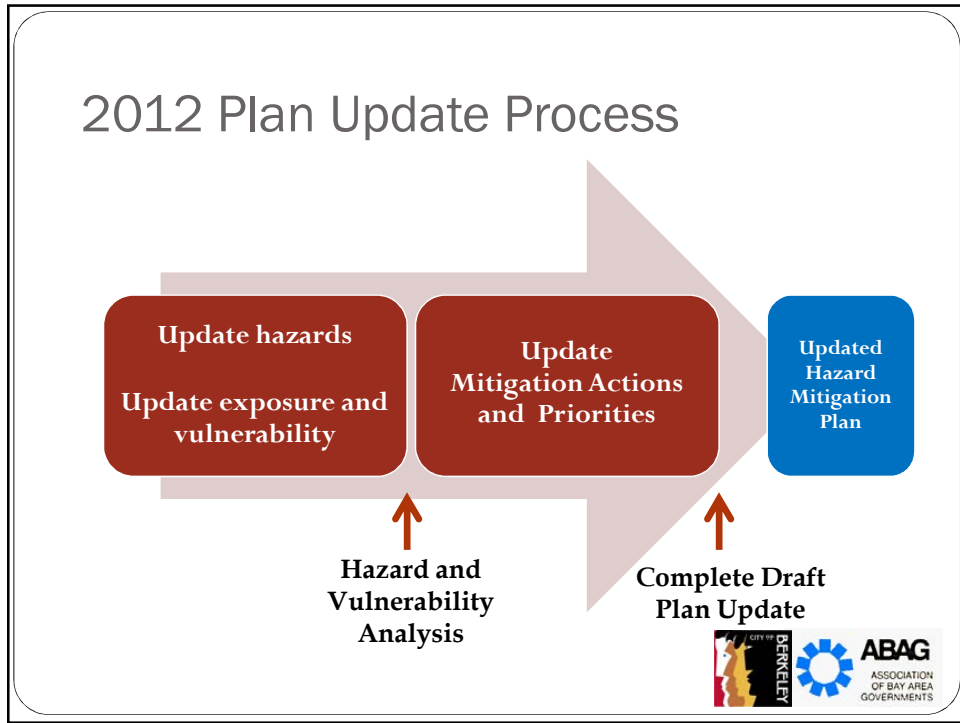 2012 Plan Update Process
Update hazards
Update exposure and
vulnerability
Update
Mitigation Actions
and Priorities
Updated
Hazard
Mitigation
Plan
Hazard and
Vulnerability
Analysis
Complete Draft
Plan Update
CITY OF
BERKELEY
ABAG
ASSOCIATION
OF BAY AREA
GOVERNMENTS